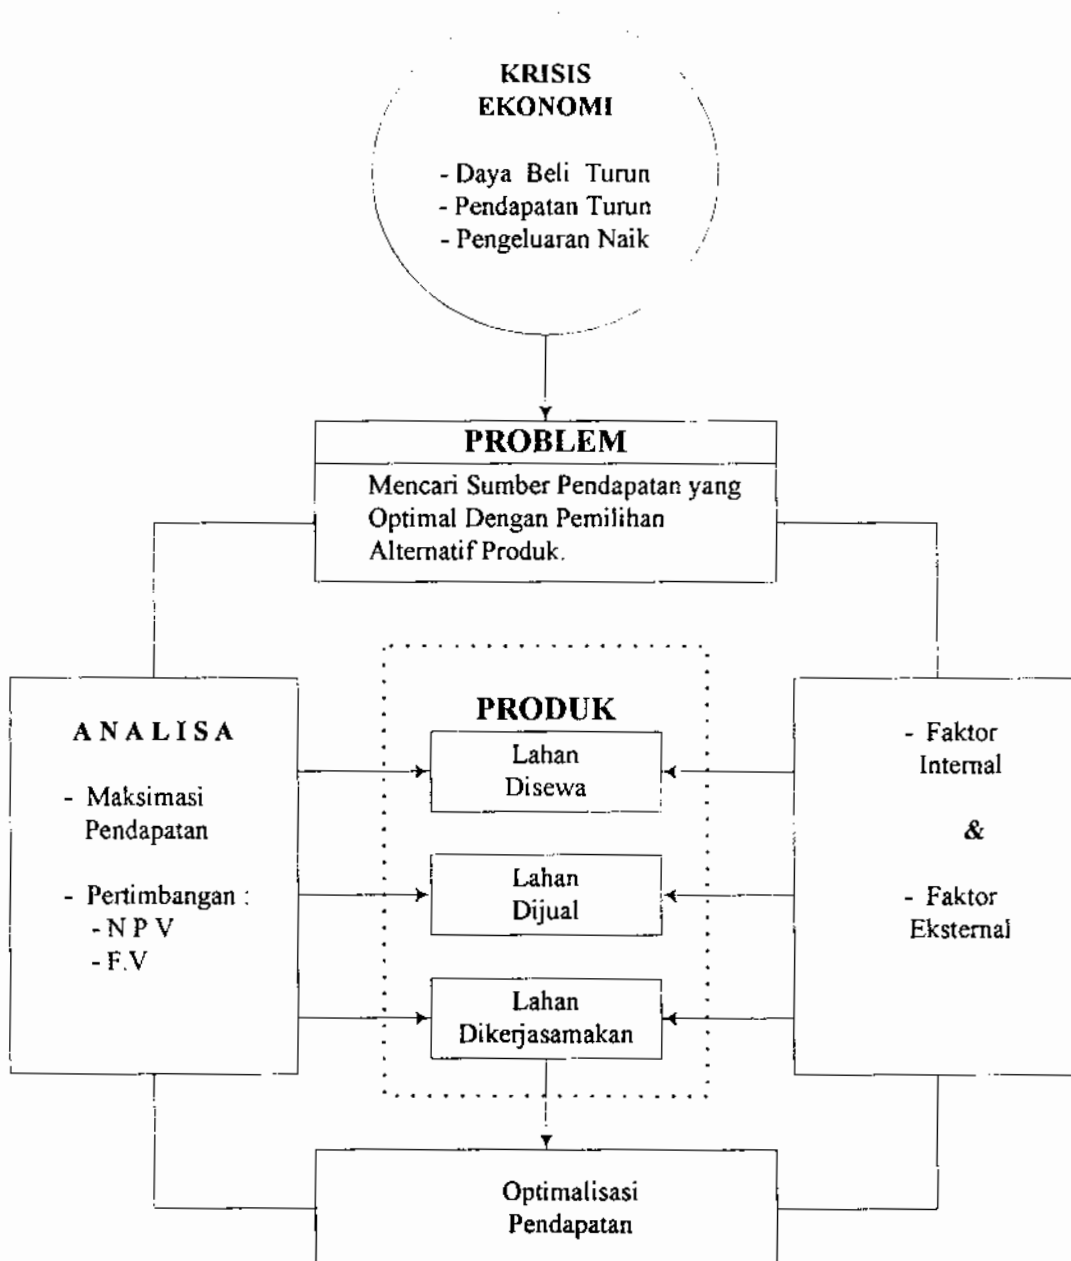 KRISIS
EKONOMI
- Daya Beli Turun
- Pendapatan Turun
- Pengeluaran Naik
PROBLEM
Mencari Sumber Pendapatan yang
Optimal Dengan Pemilihan
Alternatif Produk.
A N A L I S A
- Maksimasi
Pendapatan
- Pertimbangan :
- N P V
- F.V
PRODUK
Lahan
Disewa
Lahan
Dijual
Lahan
Dikerjasamakan
- Faktor
Internal
&
- Faktor
Eksternal
Optimalisasi
Pendapatan